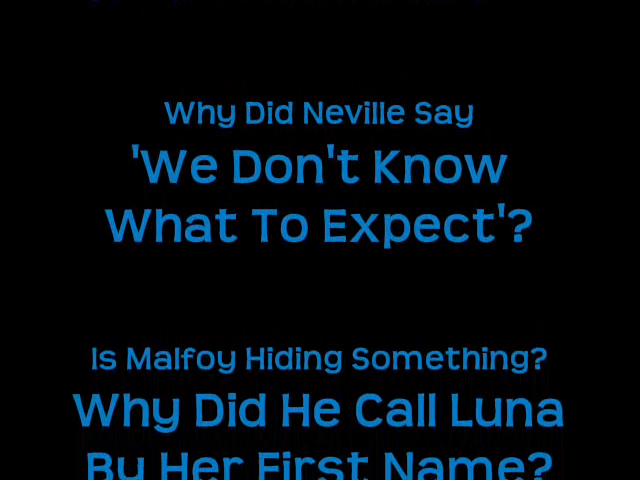 Why Did Neville Say
'We Don't Know
What To Expect'?
Is Malfoy Hiding Something?
Why Did He Call Luna
By Her First Name?